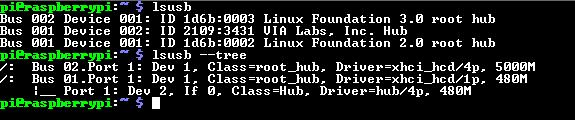 pi@raspberrypi:~ $ lsusb
Bus 002 Device 001: ID 1d6b:0003 Linux Foundation 3.0 root hub
Bus 001 Device 002: ID 2109:3431 VIA Labs, Inc. Hub
Bus 001 Device 001: ID 1d6b:0002 Linux Foundation 2.0 root hub
pi@raspberrypi:~ $ lsusb --tree
/:  Bus 02.Port 1: Dev 1, Class=root_hub, Driver=xhci_hcd/4p, 5000M
/:  Bus 01.Port 1: Dev 1, Class=root_hub, Driver=xhci_hcd/1p, 480M
    |__ Port 1: Dev 2, If 0, Class=Hub, Driver=hub/4p, 480M
pi@raspberrypi:~ $